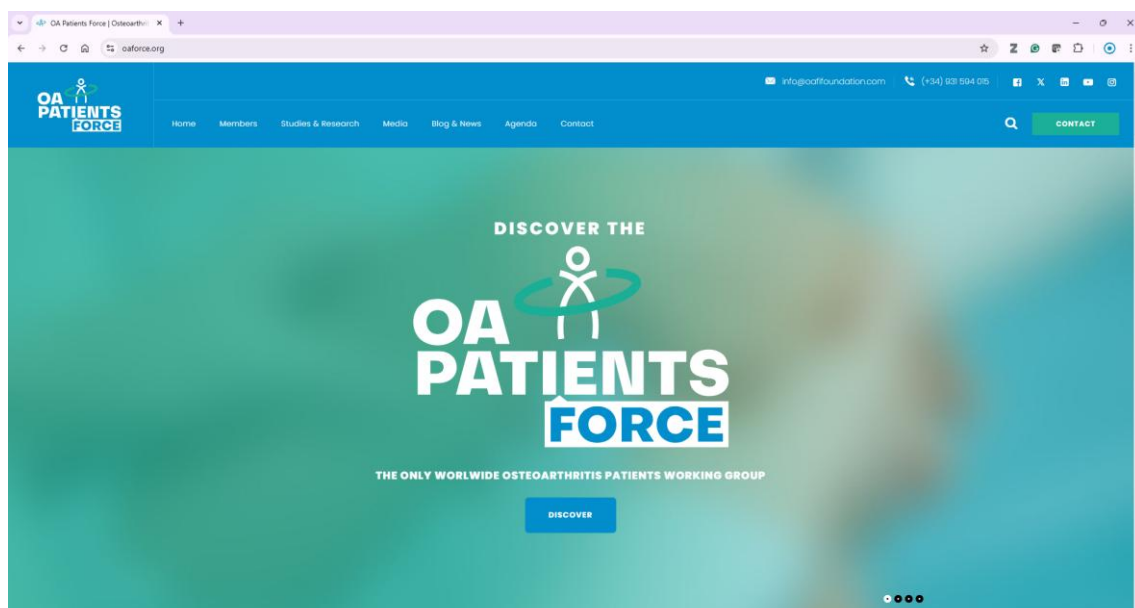 OA Patients Force | Osteoarthri
oaforce.org
OA
PATIENTS
FORCE
info@oafifoundation.com
(+34) 931 594 015
Home Members Studies & Research Media Blog & News Agenda Contact
CONTACT
DISCOVER THE
OA
PATIENTS
FORCE
THE ONLY WORLWIDE OSTEOARTHRITIS PATIENTS WORKING GROUP
DISCOVER